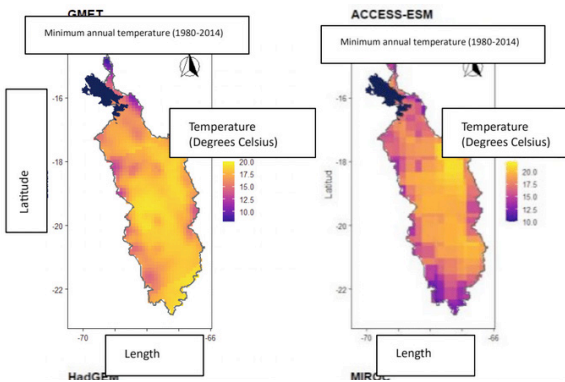 GMET
ACCESS-ESM
Minimum annual temperature (1980-2014)
Minimum annual temperature (1980-2014)
-16
-16
Temperature
(Degrees Celsius)
Temperature
(Degrees Celsius)
-18
20.0
17.5
15.0
12.5
10.0
-18
20.0
17.5
15.0
12.5
10.0
Latitude
Latitud
-20
-20
-22
-22
-70
-66
-70
-66
Length
Length
HadGEM
MIROC